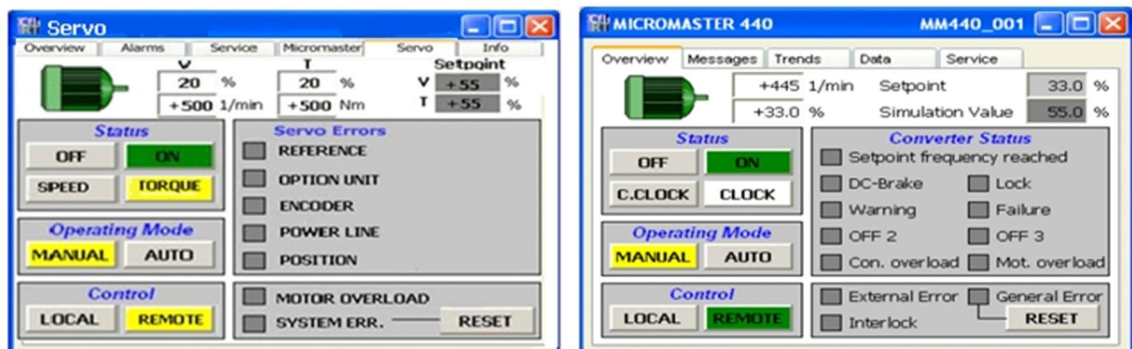 Servo
Overview Alarms Service Micromaster Servo Info
V T Setpoint
20 % 20 % V +55 %
+500 1/min +500 Nm T +55 %
Status
OFF ON
SPEED TORQUE
Operating Mode
MANUAL AUTO
Control
LOCAL REMOTE
Servo Errors
REFERENCE
OPTION UNIT
ENCODER
POWER LINE
POSITION
MOTOR OVERLOAD
SYSTEM ERR. RESET
MICROMASTER 440 MM440_001
Overview Messages Trends Data Service
+445 1/min Setpoint 33.0 %
+33.0 % Simulation Value 55.0 %
Status
OFF ON
C.CLOCK CLOCK
Operating Mode
MANUAL AUTO
Control
LOCAL REMOTE
Converter Status
Setpoint frequency reached
DC-Brake Lock
Warning Failure
OFF 2 OFF 3
Con. overload Mot. overload
External Error General Error
Interlock RESET